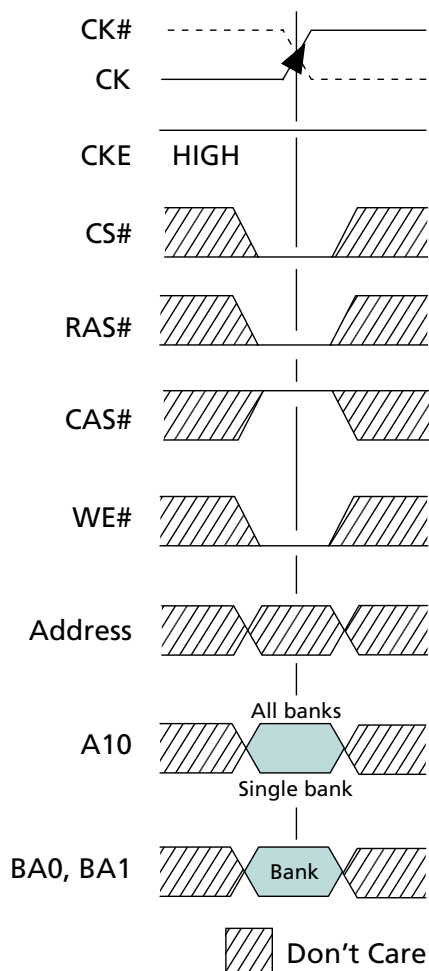 CK#
CK
CKE HIGH
CS#
RAS#
CAS#
WE#
Address
All banks
A10
Single bank
BA0, BA1 Bank
Don't Care